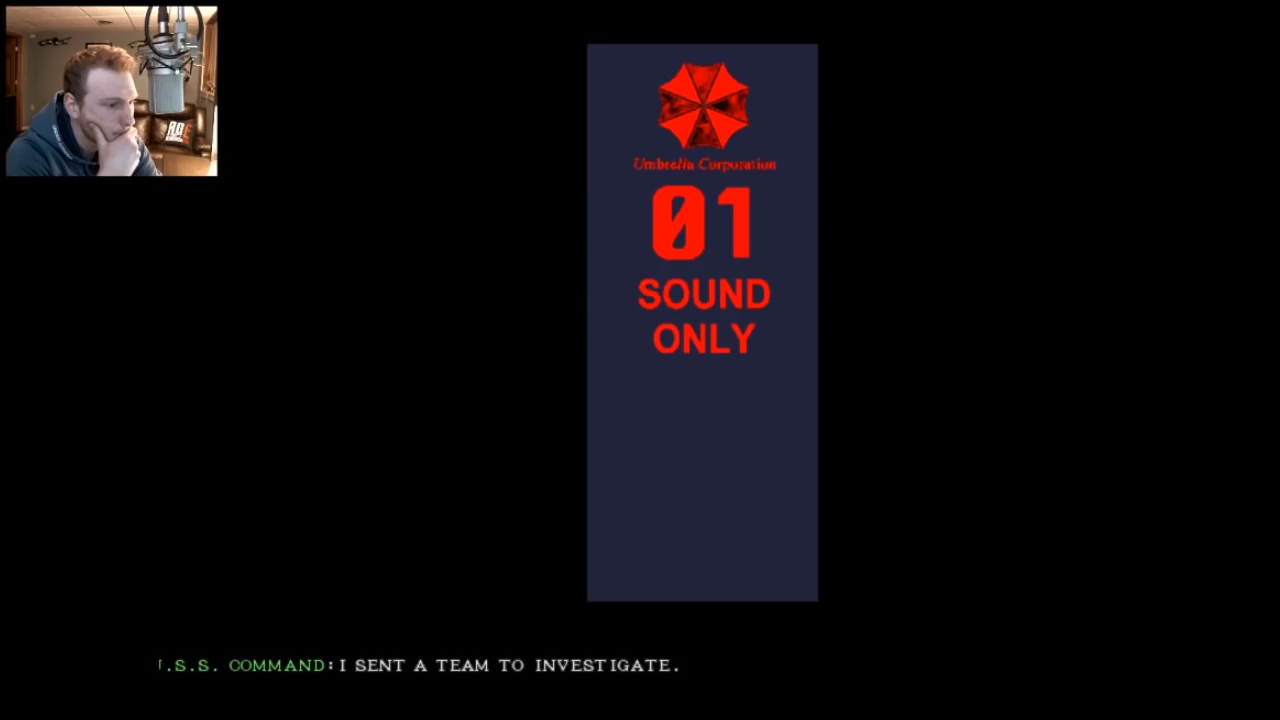 Umbrella Corporation
01
SOUND
ONLY
.S.S. COMMAND:I SENT A TEAM TO INVESTIGATE.